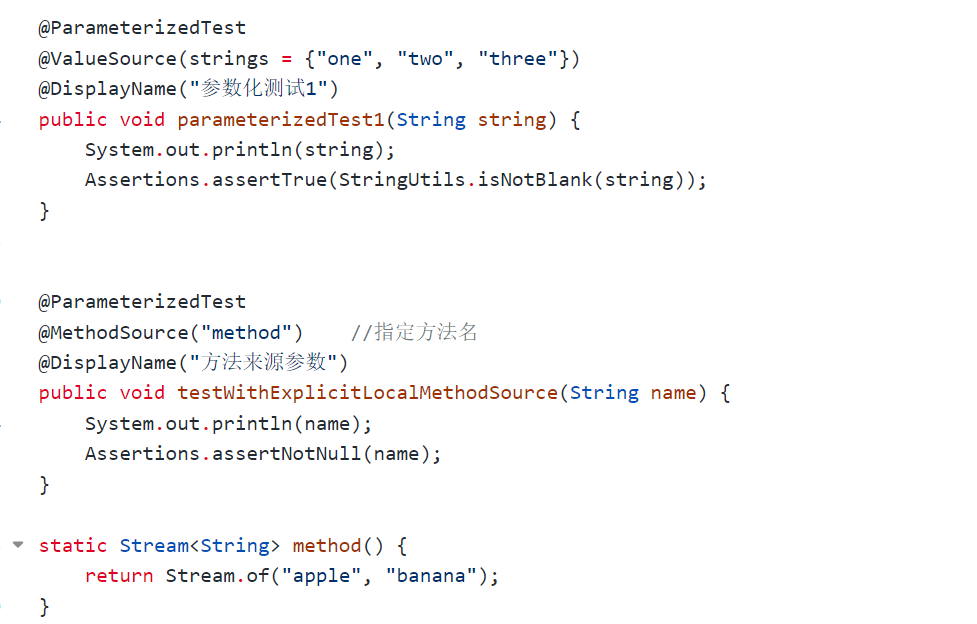 @ParameterizedTest
@ValueSource(strings = {"one", "two", "three"})
@DisplayName("参数化测试1")
public void parameterizedTest1(String string) {
    System.out.println(string);
    Assertions.assertTrue(StringUtils.isNotBlank(string));
}
@ParameterizedTest
@MethodSource("method")    //指定方法名
@DisplayName("方法来源参数")
public void testWithExplicitLocalMethodSource(String name) {
    System.out.println(name);
    Assertions.assertNotNull(name);
}
static Stream<String> method() {
    return Stream.of("apple", "banana");
}